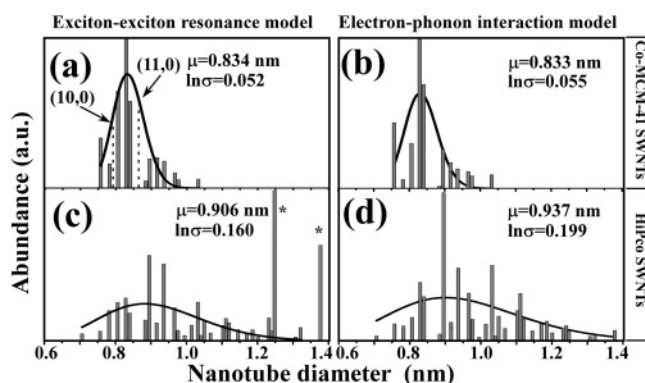 Exciton-exciton resonance model
Electron-phonon interaction model
(a)
(10,0)
(11,0)
μ=0.834 nm
lnσ=0.052
(b)
μ=0.833 nm
lnσ=0.055
Co-MCM-41 SWNTs
Abundance (a.u.)
(c)
μ=0.906 nm
lnσ=0.160
*
*
(d)
μ=0.937 nm
lnσ=0.199
HiPco SWNTs
0.6 0.8 1.0 1.2 1.4 0.6 0.8 1.0 1.2 1.4
Nanotube diameter (nm)